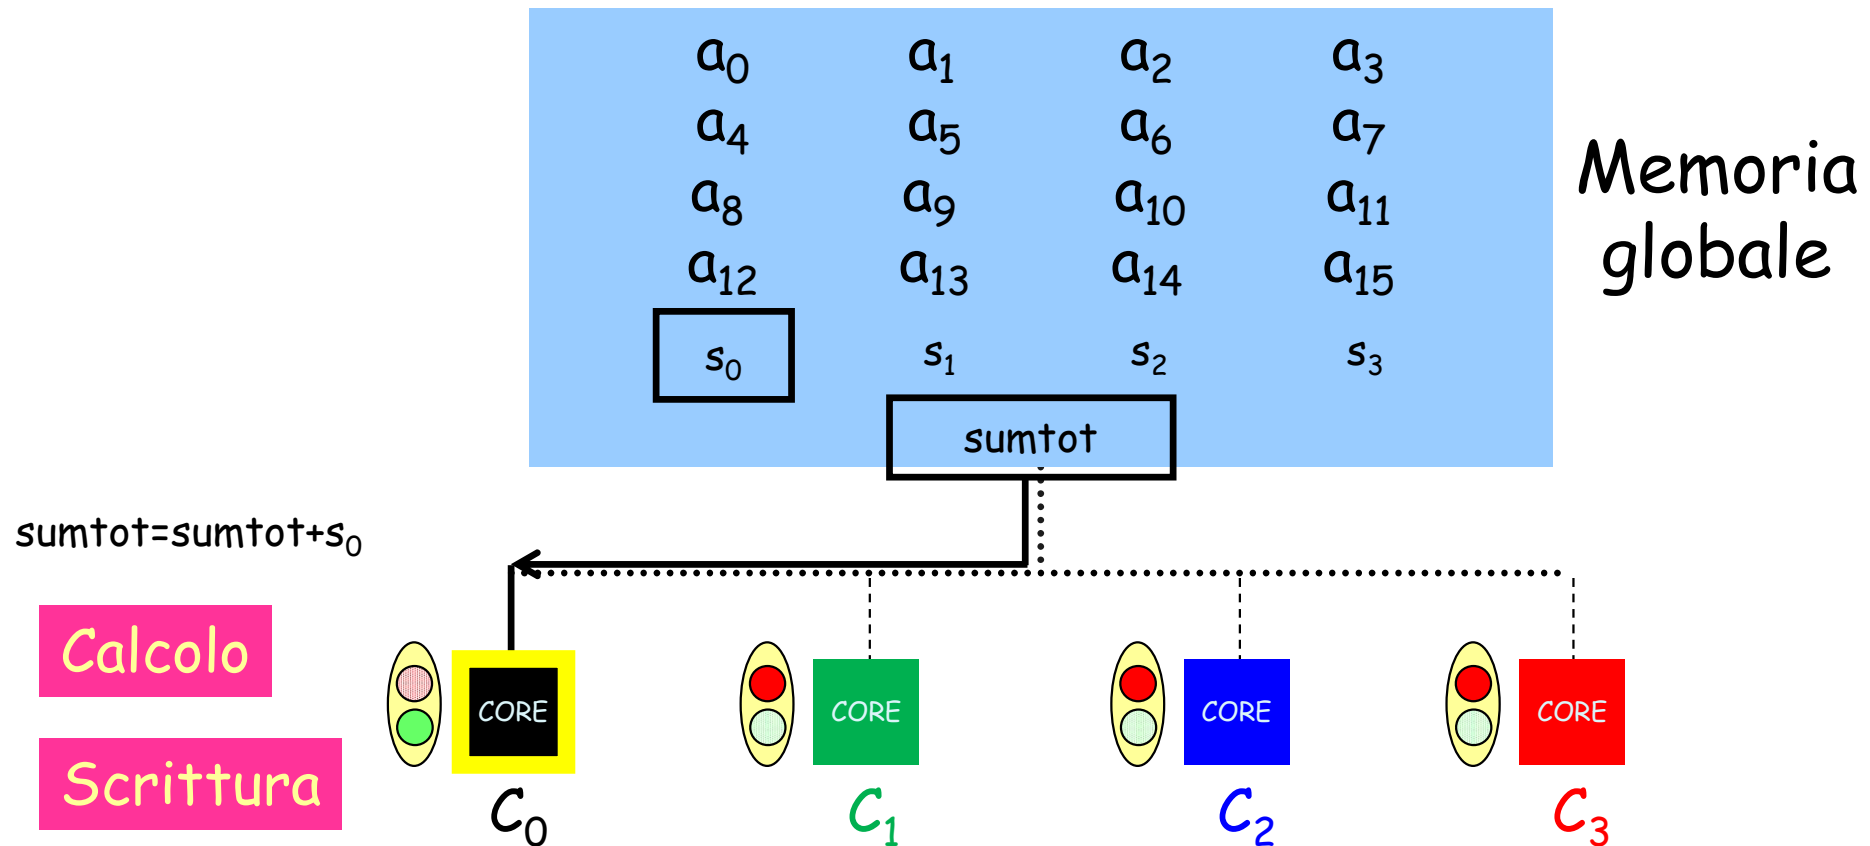 a0 a1 a2 a3
a4 a5 a6 a7
a8 a9 a10 a11
a12 a13 a14 a15
s0 s1 s2 s3
sumtot
Memoria
globale
sumtot=sumtot+s0
Calcolo
Scrittura
CORE CORE CORE CORE
C0 C1 C2 C3